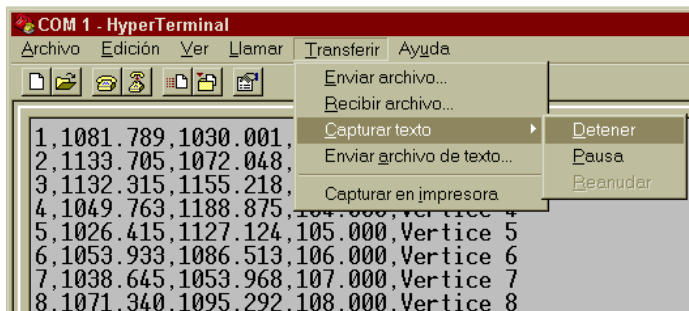 COM 1 - HyperTerminal
Archivo Edición Ver Llamar Transferir Ayuda
Enviar archivo...
Recibir archivo...
Capturar texto
Enviar archivo de texto...
Capturar en impresora
Detener
Pausa
Reanudar
1,1081.789,1030.001,
2,1133.705,1072.048,
3,1132.315,1155.218,
4,1049.763,1188.875,104.000,Vertice 4
5,1026.415,1127.124,105.000,Vertice 5
6,1053.933,1086.513,106.000,Vertice 6
7,1038.645,1053.968,107.000,Vertice 7
8,1071.340,1095.292,108.000,Vertice 8